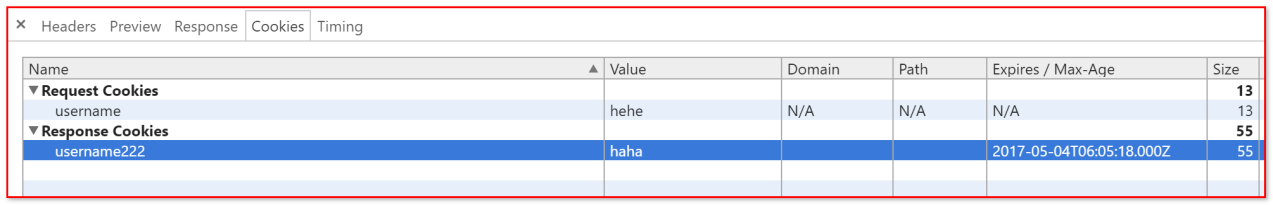 × Headers Preview Response Cookies Timing
Name ▲ Value Domain Path Expires / Max-Age Size
▼ Request Cookies 13
username hehe N/A N/A N/A 13
▼ Response Cookies 55
username222 haha 2017-05-04T06:05:18.000Z 55